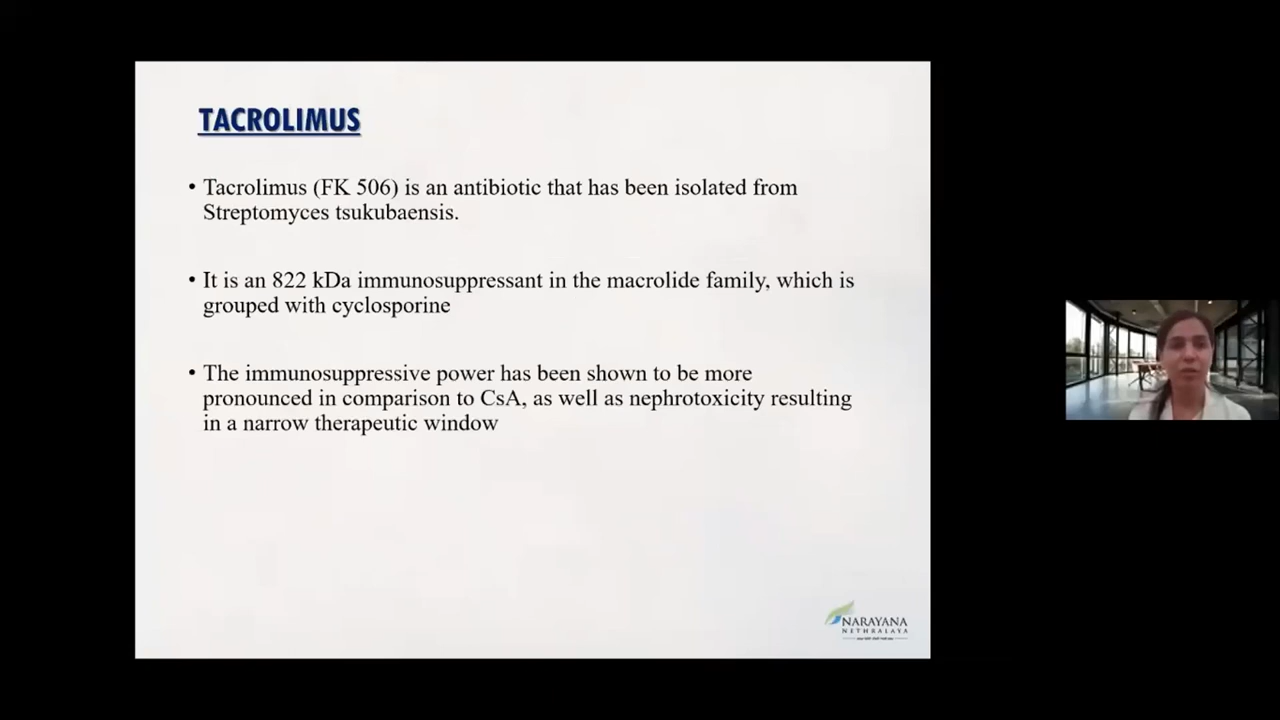 TACROLIMUS
• Tacrolimus (FK 506) is an antibiotic that has been isolated from
Streptomyces tsukubaensis.
• It is an 822 kDa immunosuppressant in the macrolide family, which is
grouped with cyclosporine
• The immunosuppressive power has been shown to be more
pronounced in comparison to CsA, as well as nephrotoxicity resulting
in a narrow therapeutic window
NARAYANA
NETHRALAYA